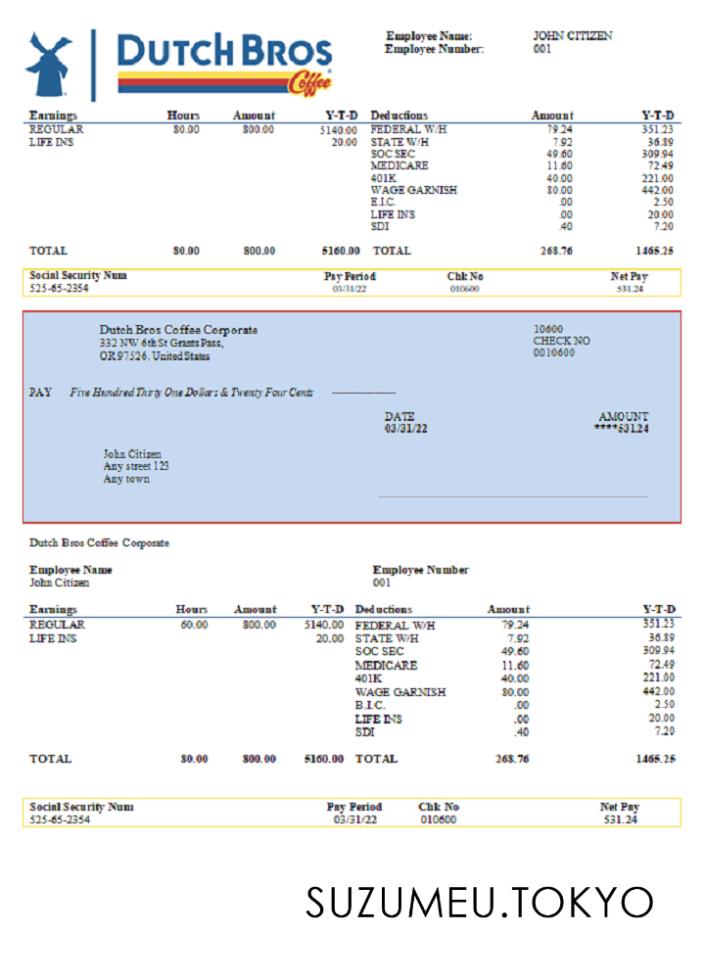 DUTCH BROS
Coffee
Employee Name: JOHN CITIZEN
Employee Number: 001
Earnings Hours Amount Y-T-D Deductions Amount Y-T-D
REGULAR 80.00 800.00 5140.00 FEDERAL W/H 79.24 351.23
LIFE INS 20.00 STATE W/H 7.92 36.89
SOC SEC 49.60 309.94
MEDICARE 11.60 72.49
401K 40.00 221.00
WAGE GARNISH 80.00 442.00
E.I.C. .00 2.50
LIFE INS .00 20.00
SDI .40 7.20
TOTAL 80.00 800.00 5160.00 TOTAL 268.76 1465.25
Social Security Num Pay Period Chk No Net Pay
525-65-2354 03/31/22 010600 531.24
Dutch Bros Coffee Corporate 10600
332 NW 6th St Grants Pass, CHECK NO
OR 97526. United States 0010600
PAY Five Hundred Thirty One Dollars & Twenty Four Cents --------------------
DATE AMOUNT
03/31/22 ****531.24
John Citizen
Any street 123
Any town
Dutch Bros Coffee Corporate
Employee Name Employee Number
John Citizen 001
Earnings Hours Amount Y-T-D Deductions Amount Y-T-D
REGULAR 60.00 800.00 5140.00 FEDERAL W/H 79.24 351.23
LIFE INS 20.00 STATE W/H 7.92 36.89
SOC SEC 49.60 309.94
MEDICARE 11.60 72.49
401K 40.00 221.00
WAGE GARNISH 80.00 442.00
B.I.C. .00 2.50
LIFE INS .00 20.00
SDI .40 7.20
TOTAL 80.00 800.00 5160.00 TOTAL 268.76 1465.25
Social Security Num Pay Period Chk No Net Pay
525-65-2354 03/31/22 010600 531.24
SUZUMEU.TOKYO